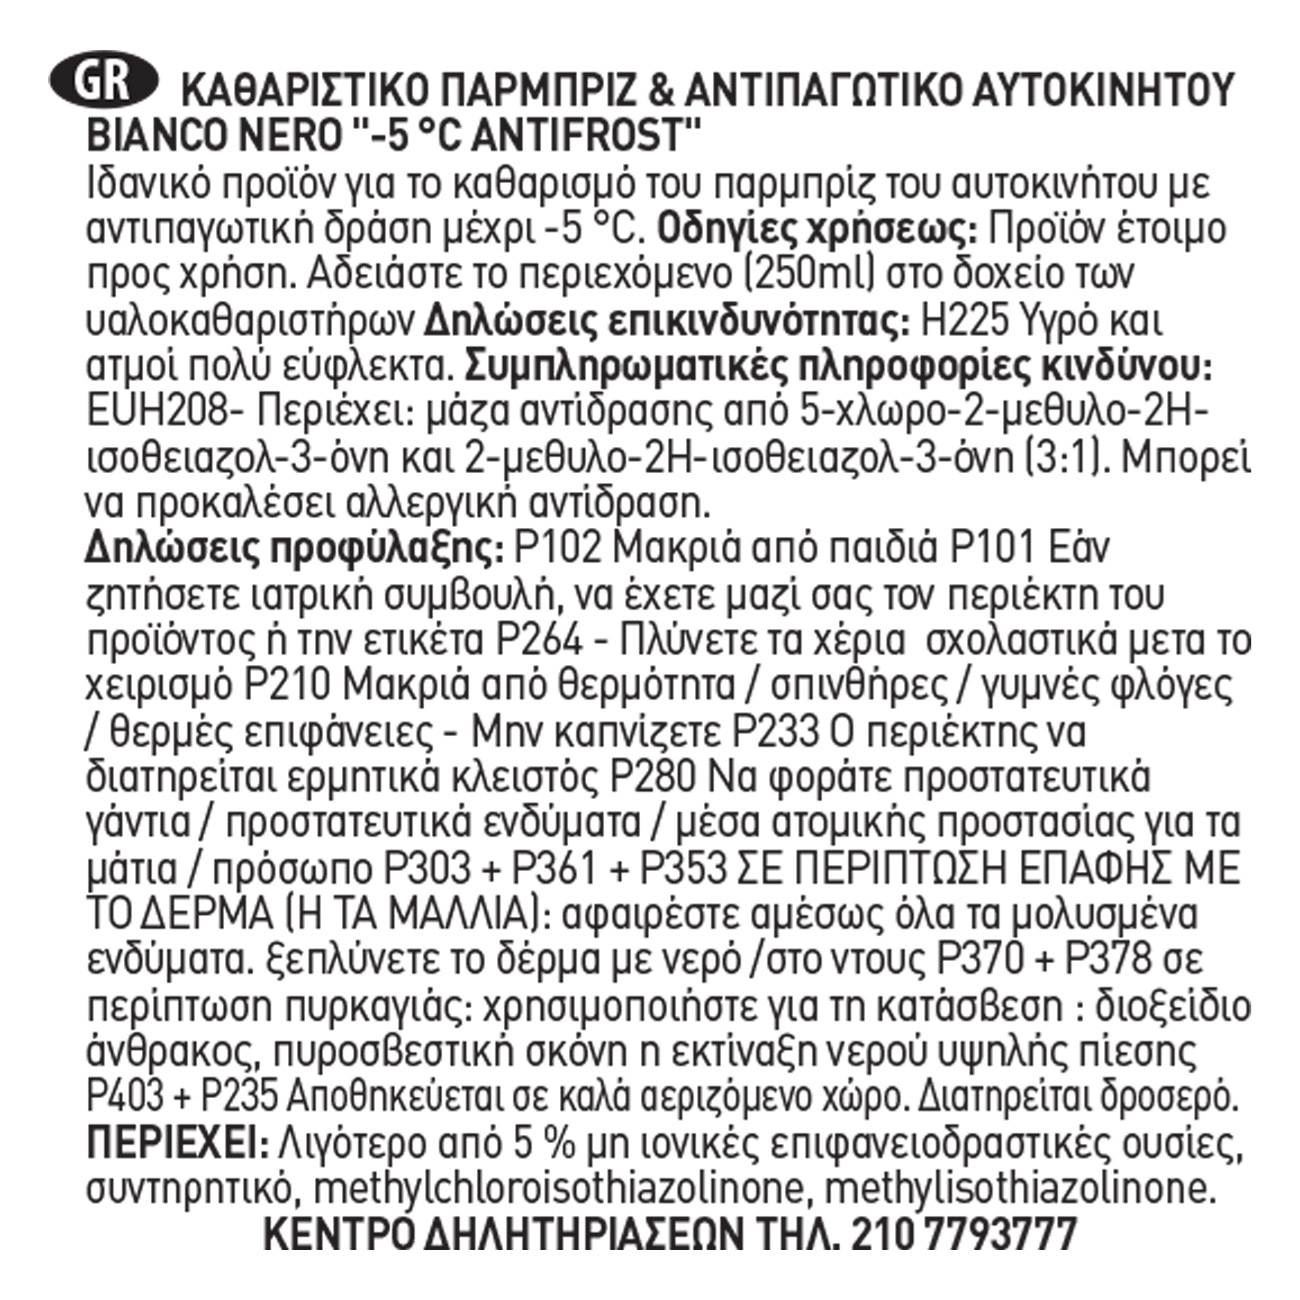 GR ΚΑΘΑΡΙΣΤΙΚΟ ΠΑΡΜΠΡΙΖ & ΑΝΤΙΠΑΓΩΤΙΚΟ ΑΥΤΟΚΙΝΗΤΟΥ
BIANCO NERO "-5 °C ANTIFROST"
Ιδανικό προϊόν για το καθαρισμό του παρμπρίζ του αυτοκινήτου με
αντιπαγωτική δράση μέχρι -5 °C. Οδηγίες χρήσεως: Προϊόν έτοιμο
προς χρήση. Αδειάστε το περιεχόμενο (250ml) στο δοχείο των
υαλοκαθαριστήρων Δηλώσεις επικινδυνότητας: H225 Υγρό και
ατμοί πολύ εύφλεκτα. Συμπληρωματικές πληροφορίες κινδύνου:
EUH208- Περιέχει: μάζα αντίδρασης από 5-χλωρο-2-μεθυλο-2H-
ισοθειαζολ-3-όνη και 2-μεθυλο-2H-ισοθειαζολ-3-όνη (3:1). Μπορεί
να προκαλέσει αλλεργική αντίδραση.
Δηλώσεις προφύλαξης: P102 Μακριά από παιδιά P101 Εάν
ζητήσετε ιατρική συμβουλή, να έχετε μαζί σας τον περιέκτη του
προϊόντος ή την ετικέτα P264 - Πλύνετε τα χέρια  σχολαστικά μετα το
χειρισμό P210 Μακριά από θερμότητα / σπινθήρες / γυμνές φλόγες
/ θερμές επιφάνειες - Μην καπνίζετε P233 Ο περιέκτης να
διατηρείται ερμητικά κλειστός P280 Να φοράτε προστατευτικά
γάντια / προστατευτικά ενδύματα / μέσα ατομικής προστασίας για τα
μάτια / πρόσωπο P303 + P361 + P353 ΣΕ ΠΕΡΙΠΤΩΣΗ ΕΠΑΦΗΣ ΜΕ
ΤΟ ΔΕΡΜΑ (Η ΤΑ ΜΑΛΛΙΑ): αφαιρέστε αμέσως όλα τα μολυσμένα
ενδύματα. ξεπλύνετε το δέρμα με νερό /στο ντους P370 + P378 σε
περίπτωση πυρκαγιάς: χρησιμοποιήστε για τη κατάσβεση : διοξείδιο
άνθρακος, πυροσβεστική σκόνη η εκτίναξη νερού υψηλής πίεσης
P403 + P235 Αποθηκεύεται σε καλά αεριζόμενο χώρο. Διατηρείται δροσερό.
ΠΕΡΙΕΧΕΙ: Λιγότερο από 5 % μη ιονικές επιφανειοδραστικές ουσίες,
συντηρητικό, methylchloroisothiazolinone, methylisothiazolinone.
ΚΕΝΤΡΟ ΔΗΛΗΤΗΡΙΑΣΕΩΝ ΤΗΛ. 210 7793777